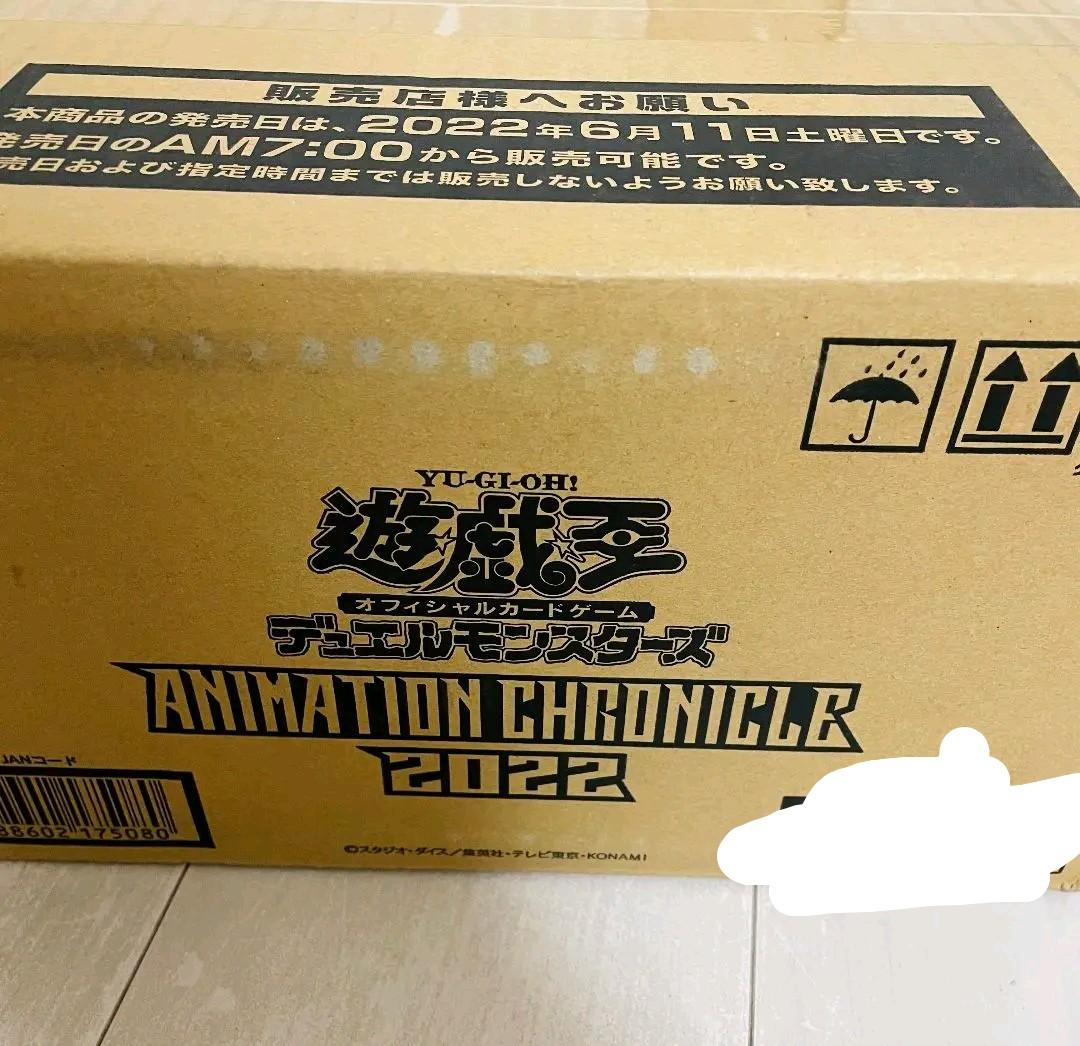 販売店様へお願い
本商品の発売日は、2022年6月11日土曜日です。
発売日のAM7:00から販売可能です。
売日および指定時間までは販売しないようお願い致します。
YU-GI-OH!
遊戯王
オフィシャルカードゲーム
デュエルモンスターズ
ANIMATION CHRONICLE
2022
JANコード
88602 175080
©スタジオ・ダイス/集英社・テレビ東京・KONAMI